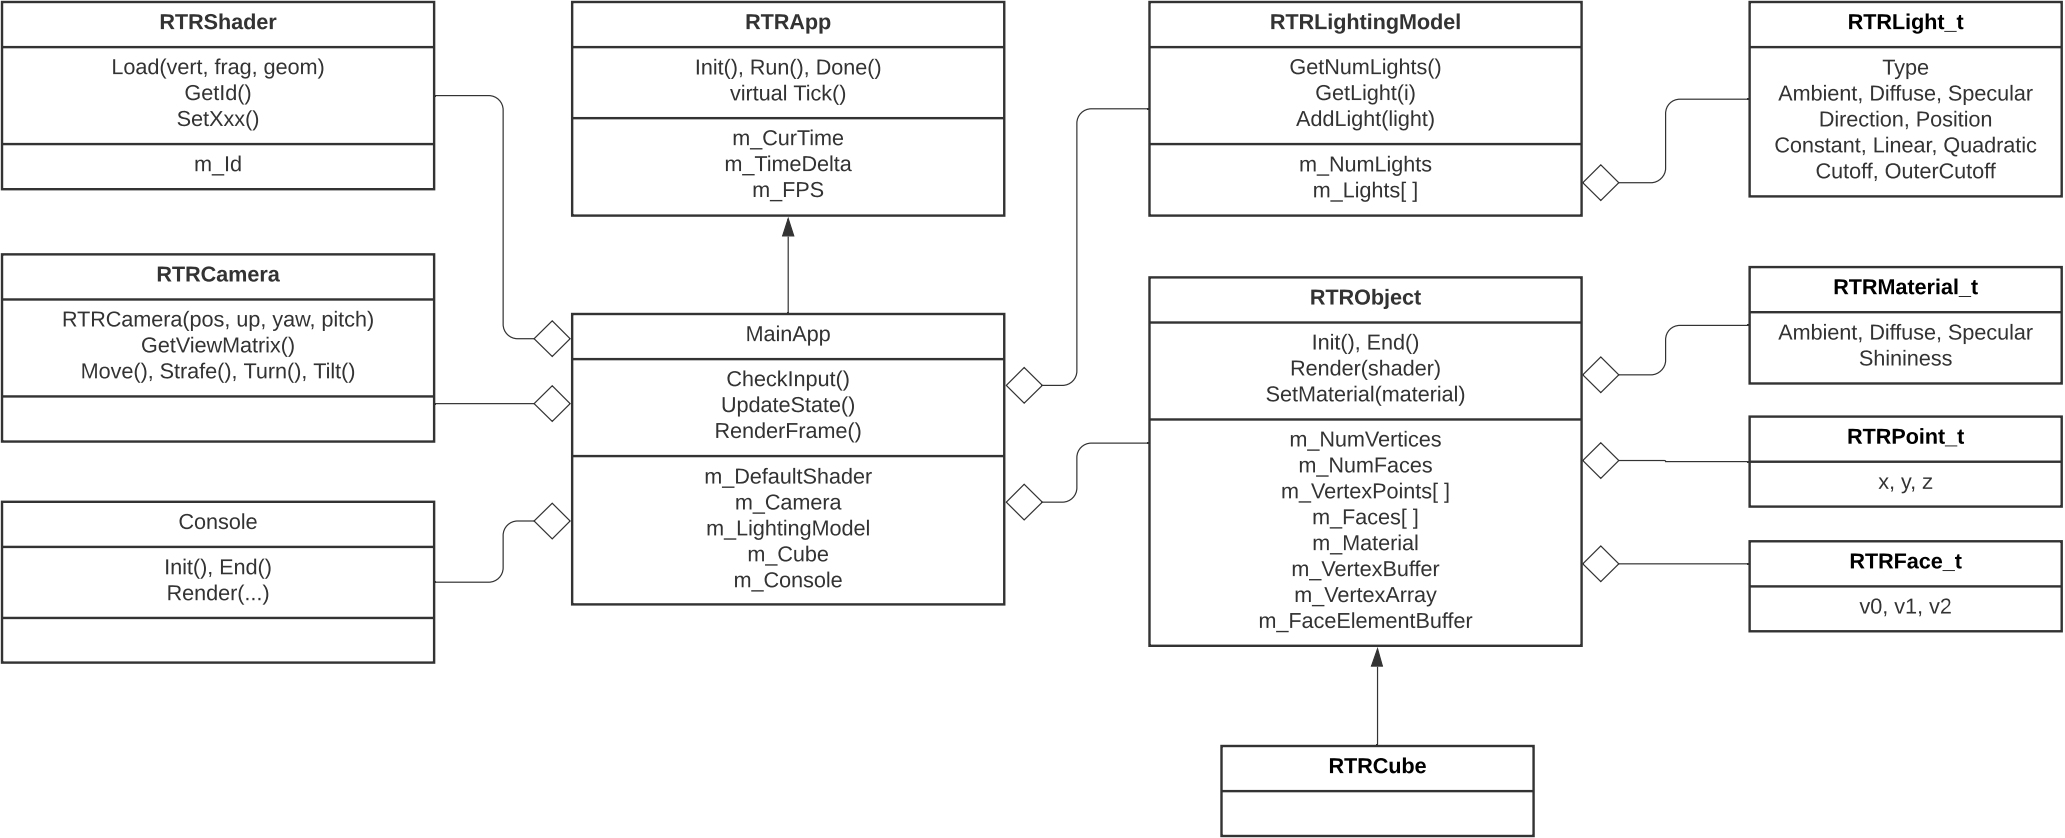 RTRShader
Load(vert, frag, geom)
GetId()
SetXxx()
m_Id
RTRCamera
RTRCamera(pos, up, yaw, pitch)
GetViewMatrix()
Move(), Strafe(), Turn(), Tilt()
Console
Init(), End()
Render(...)
RTRApp
Init(), Run(), Done()
virtual Tick()
m_CurTime
m_TimeDelta
m_FPS
MainApp
CheckInput()
UpdateState()
RenderFrame()
m_DefaultShader
m_Camera
m_LightingModel
m_Cube
m_Console
RTRLightingModel
GetNumLights()
GetLight(i)
AddLight(light)
m_NumLights
m_Lights[ ]
RTRObject
Init(), End()
Render(shader)
SetMaterial(material)
m_NumVertices
m_NumFaces
m_VertexPoints[ ]
m_Faces[ ]
m_Material
m_VertexBuffer
m_VertexArray
m_FaceElementBuffer
RTRCube
RTRLight_t
Type
Ambient, Diffuse, Specular
Direction, Position
Constant, Linear, Quadratic
Cutoff, OuterCutoff
RTRMaterial_t
Ambient, Diffuse, Specular
Shininess
RTRPoint_t
x, y, z
RTRFace_t
v0, v1, v2